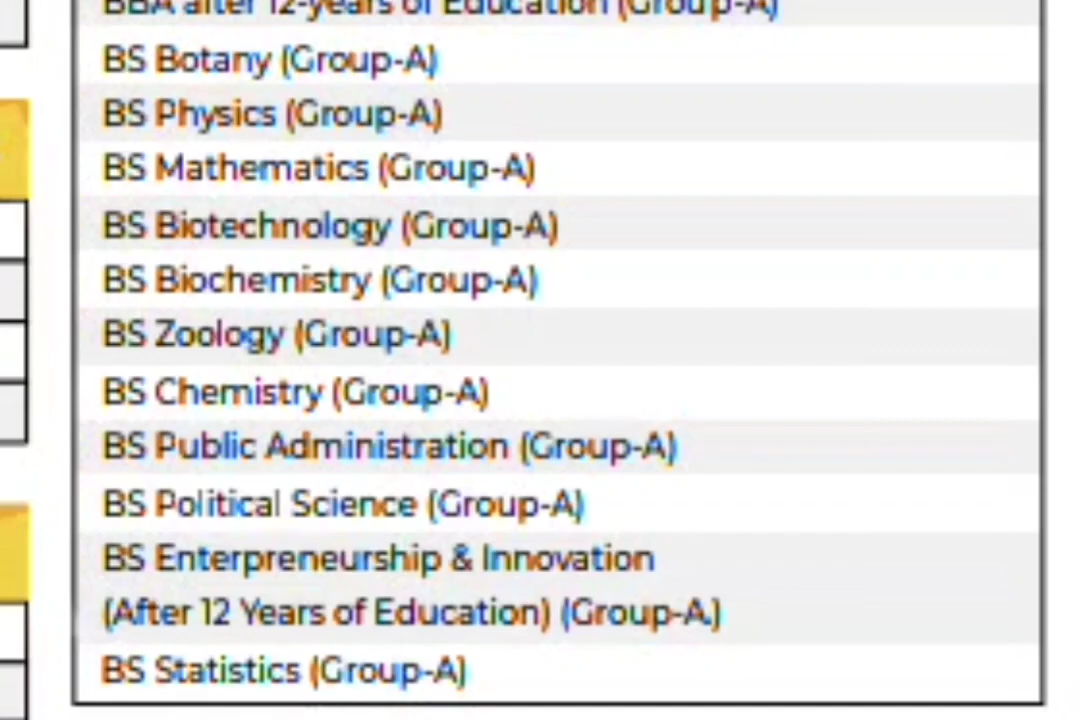 BBA after 12-years of Education (Group-A)
BS Botany (Group-A)
BS Physics (Group-A)
BS Mathematics (Group-A)
BS Biotechnology (Group-A)
BS Biochemistry (Group-A)
BS Zoology (Group-A)
BS Chemistry (Group-A)
BS Public Administration (Group-A)
BS Political Science (Group-A)
BS Enterpreneurship & Innovation
(After 12 Years of Education) (Group-A)
BS Statistics (Group-A)